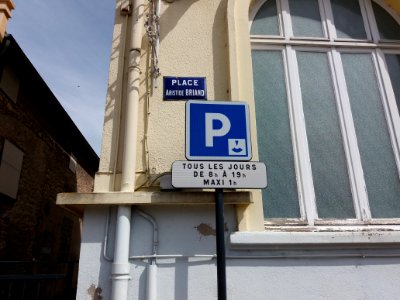 PLACE
ARISTIDE BRIAND
P
TOUS LES JOURS
DE 8h À 19h
MAXI 1h